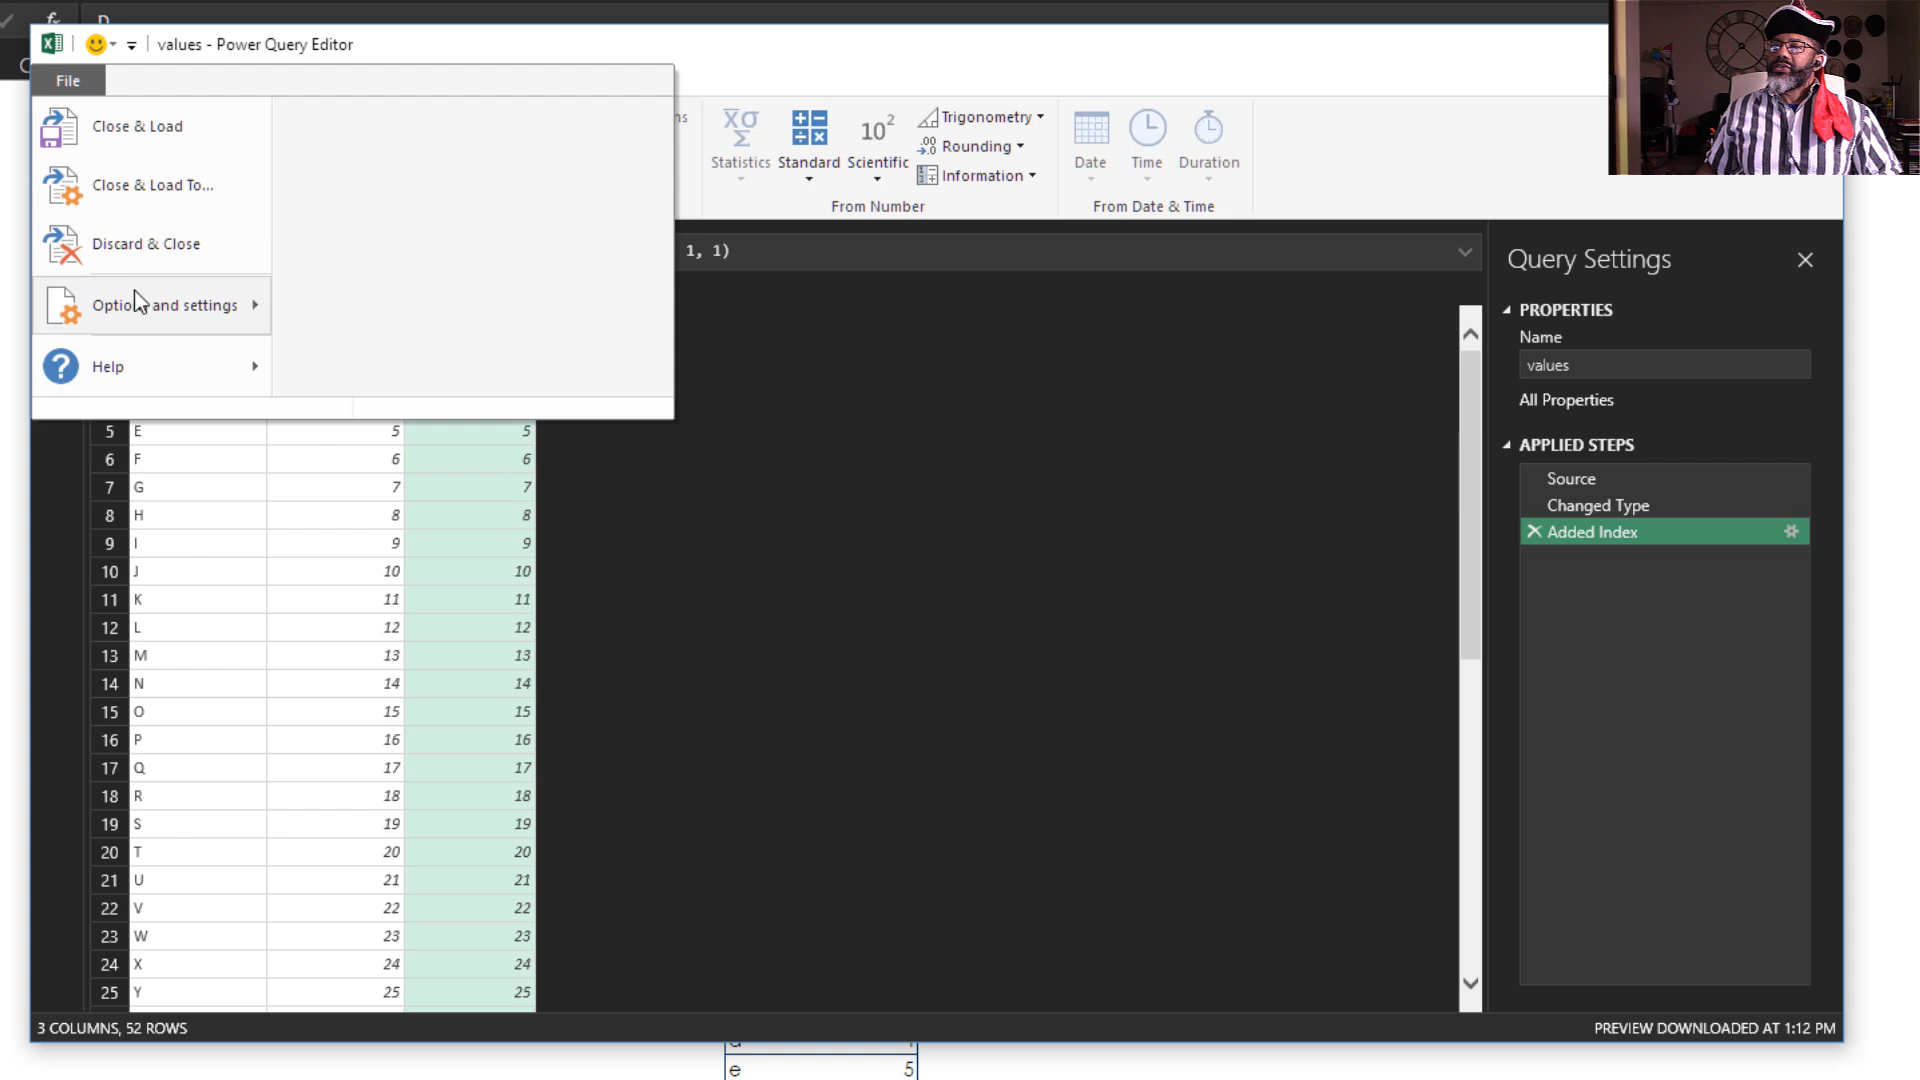 values - Power Query Editor
File
Close & Load
Close & Load To...
Discard & Close
Options and settings
Help
Statistics
Standard
10²
Scientific
Trigonometry
.00
Rounding
Information
From Number
Date
Time
Duration
From Date & Time
1, 1)
Query Settings
PROPERTIES
Name
values
All Properties
APPLIED STEPS
Source
Changed Type
Added Index
5 E 5 5
6 F 6 6
7 G 7 7
8 H 8 8
9 I 9 9
10 J 10 10
11 K 11 11
12 L 12 12
13 M 13 13
14 N 14 14
15 O 15 15
16 P 16 16
17 Q 17 17
18 R 18 18
19 S 19 19
20 T 20 20
21 U 21 21
22 V 22 22
23 W 23 23
24 X 24 24
25 Y 25 25
3 COLUMNS, 52 ROWS
PREVIEW DOWNLOADED AT 1:12 PM
e 5